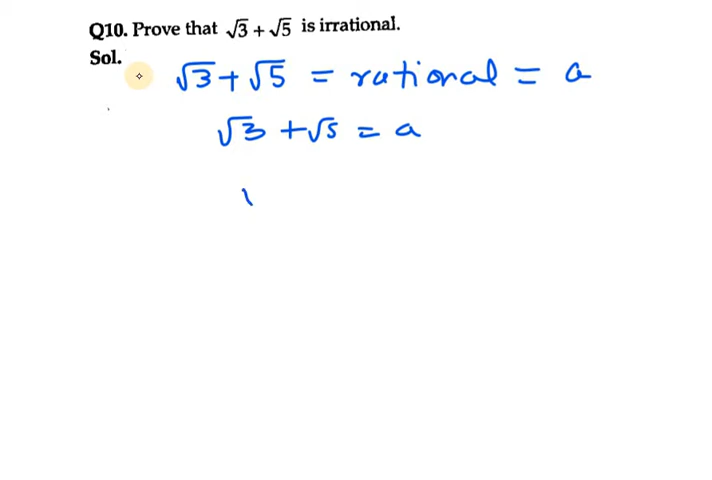 Q10. Prove that √3 + √5 is irrational.
Sol.
√3 + √5 = rational = a
√3 + √5 = a